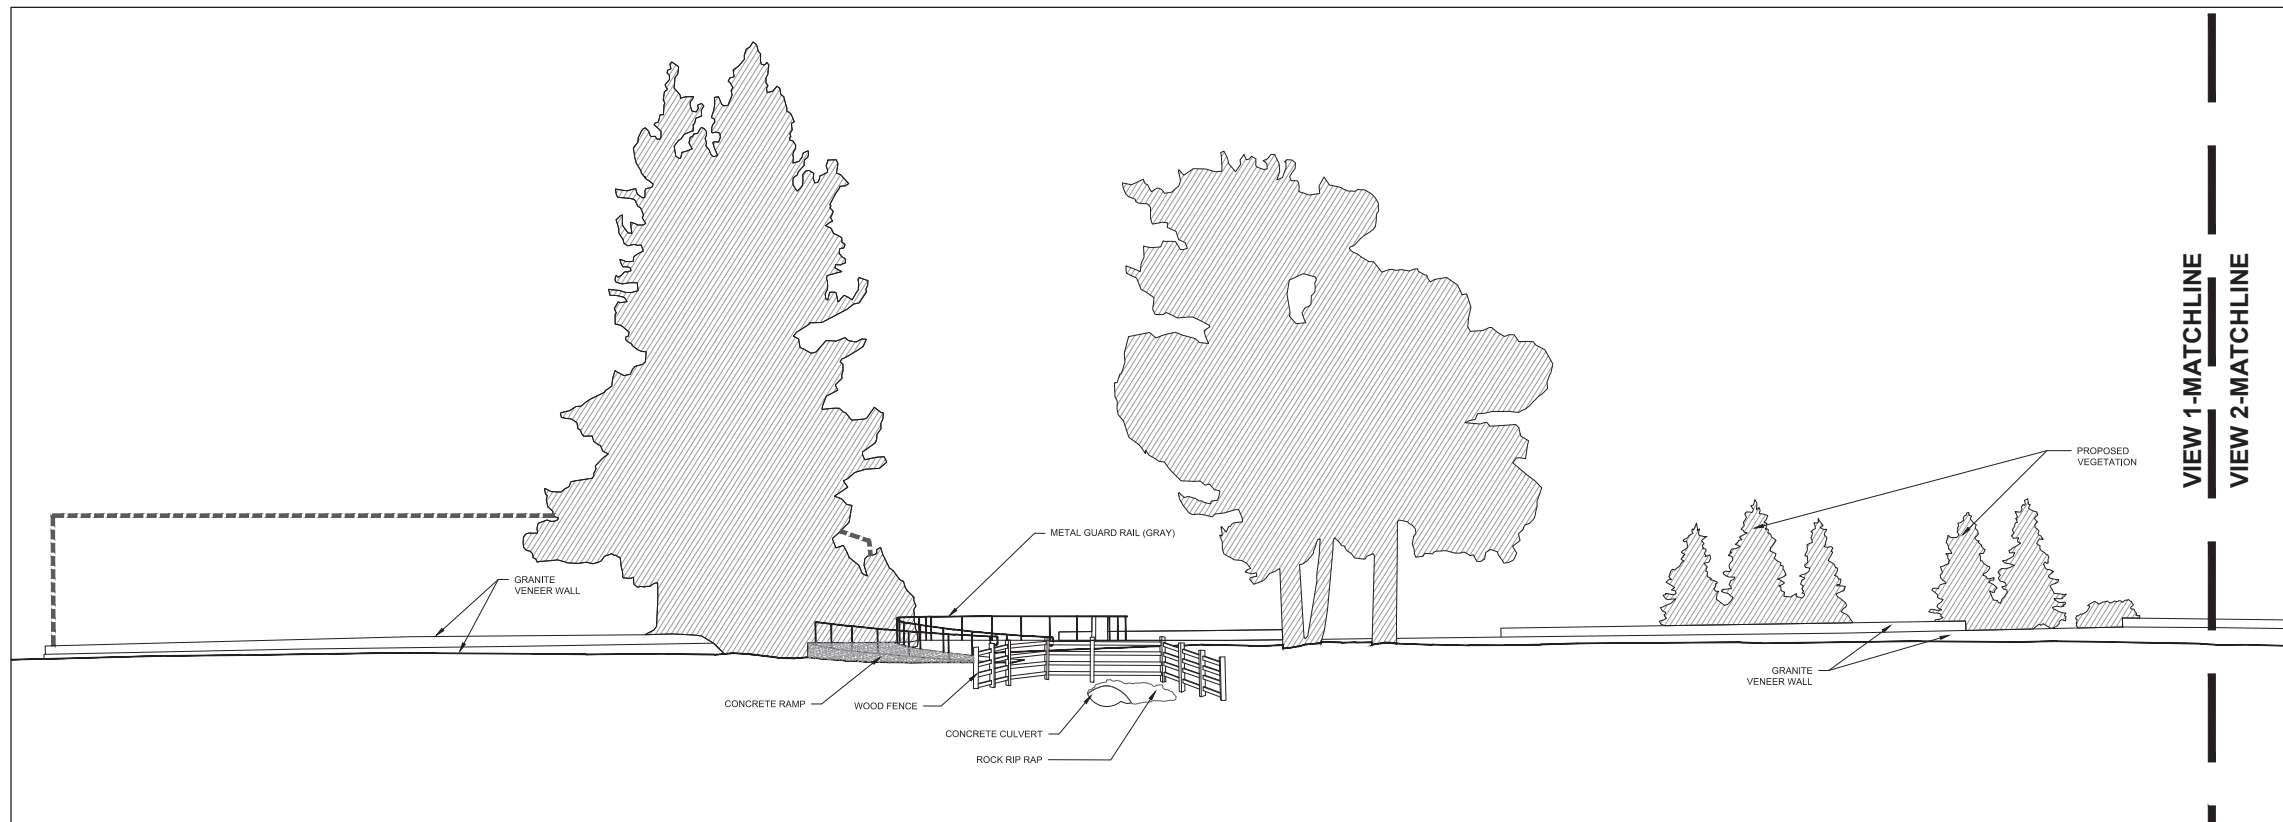 VIEW 1-MATCHLINE
VIEW 2-MATCHLINE
PROPOSED
VEGETATION
METAL GUARD RAIL (GRAY)
GRANITE
VENEER WALL
GRANITE
VENEER WALL
CONCRETE RAMP
WOOD FENCE
CONCRETE CULVERT
ROCK RIP RAP